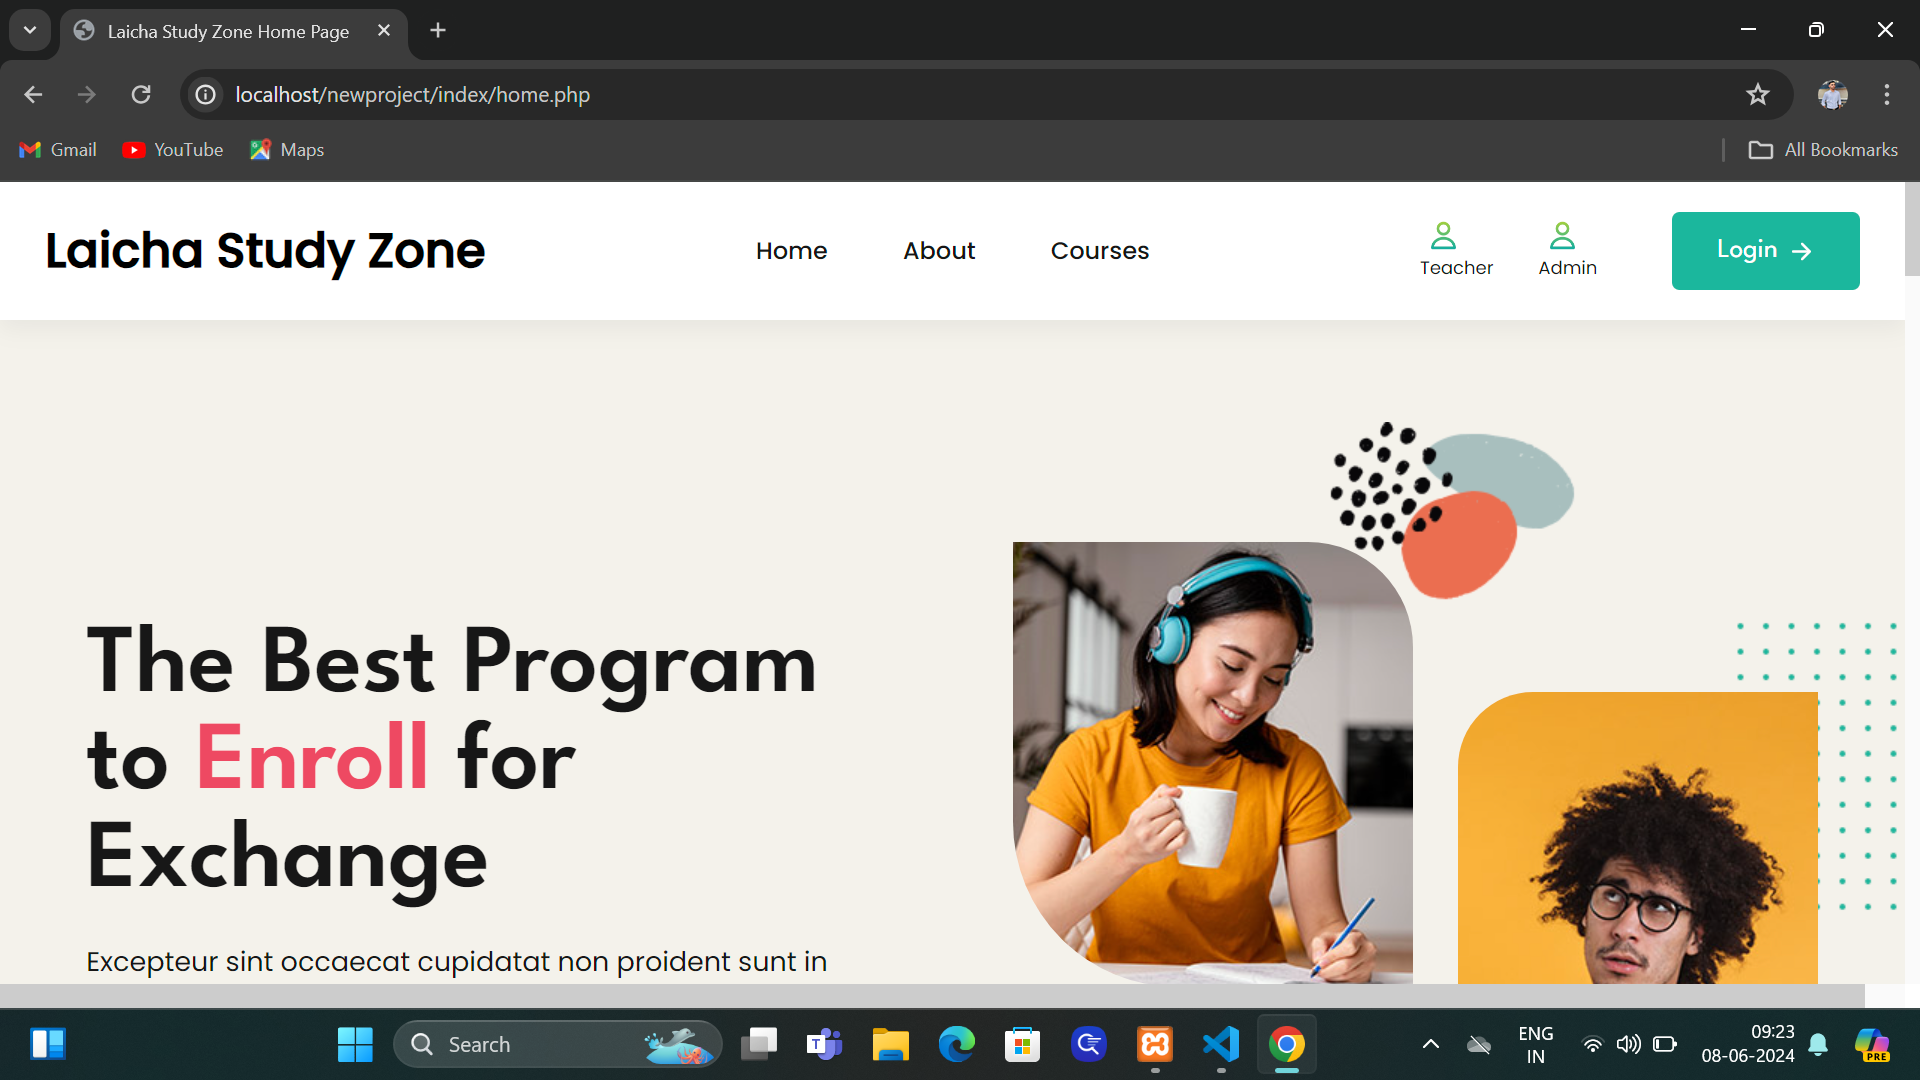 Laicha Study Zone Home Page
localhost/newproject/index/home.php
Gmail YouTube Maps All Bookmarks
Laicha Study Zone Home About Courses Teacher Admin Login →
The Best Program
to Enroll for
Exchange
Excepteur sint occaecat cupidatat non proident sunt in
Search
T
ENG
IN
09:23
08-06-2024
PRE